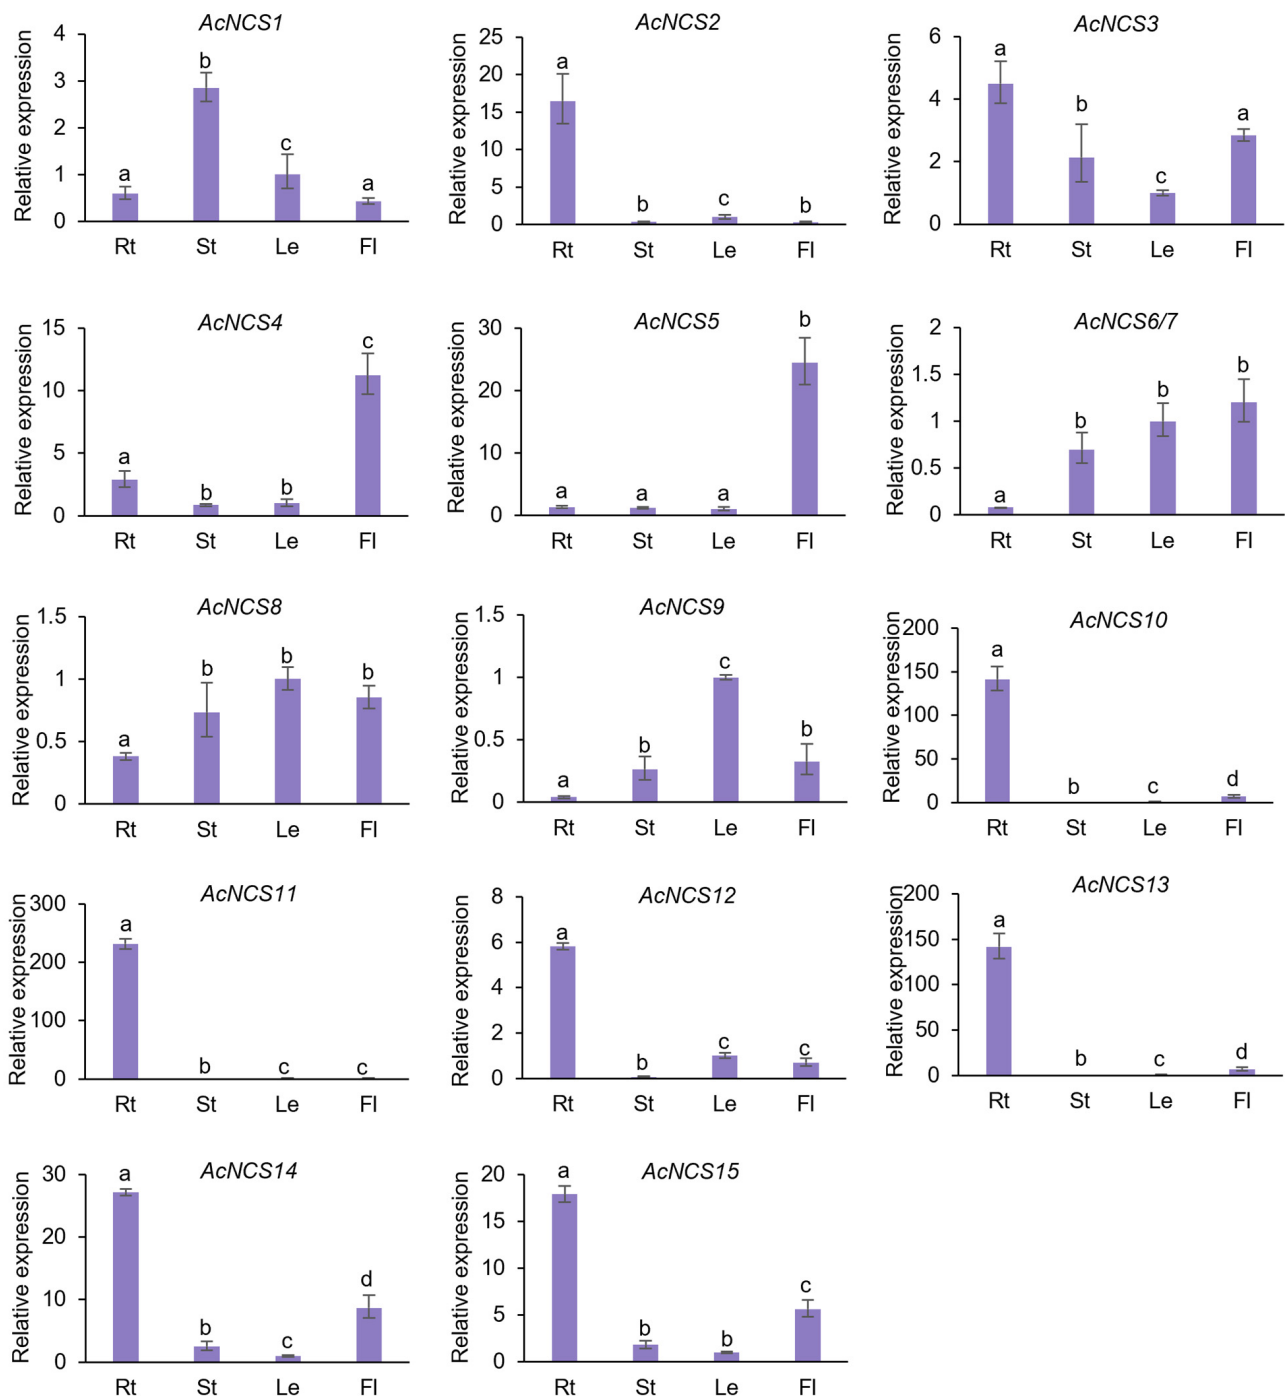 AcNCS1
Relative expression
4
3
2
1
0
a
b
c
a
Rt St Le Fl
AcNCS2
Relative expression
25
20
15
10
5
0
a
b
c
b
Rt St Le Fl
AcNCS3
Relative expression
6
4
2
0
a
b
c
a
Rt St Le Fl
AcNCS4
Relative expression
15
10
5
0
a
b
b
c
Rt St Le Fl
AcNCS5
Relative expression
30
20
10
0
a
a
a
b
Rt St Le Fl
AcNCS6/7
Relative expression
2
1.5
1
0.5
0
a
b
b
b
Rt St Le Fl
AcNCS8
Relative expression
1.5
1
0.5
0
a
b
b
b
Rt St Le Fl
AcNCS9
Relative expression
1.5
1
0.5
0
a
b
c
b
Rt St Le Fl
AcNCS10
Relative expression
200
150
100
50
0
a
b
c
d
Rt St Le Fl
AcNCS11
Relative expression
300
200
100
0
a
b
c
c
Rt St Le Fl
AcNCS12
Relative expression
8
6
4
2
0
a
b
c
c
Rt St Le Fl
AcNCS13
Relative expression
200
150
100
50
0
a
b
c
d
Rt St Le Fl
AcNCS14
Relative expression
30
20
10
0
a
b
c
d
Rt St Le Fl
AcNCS15
Relative expression
20
15
10
5
0
a
b
b
c
Rt St Le Fl